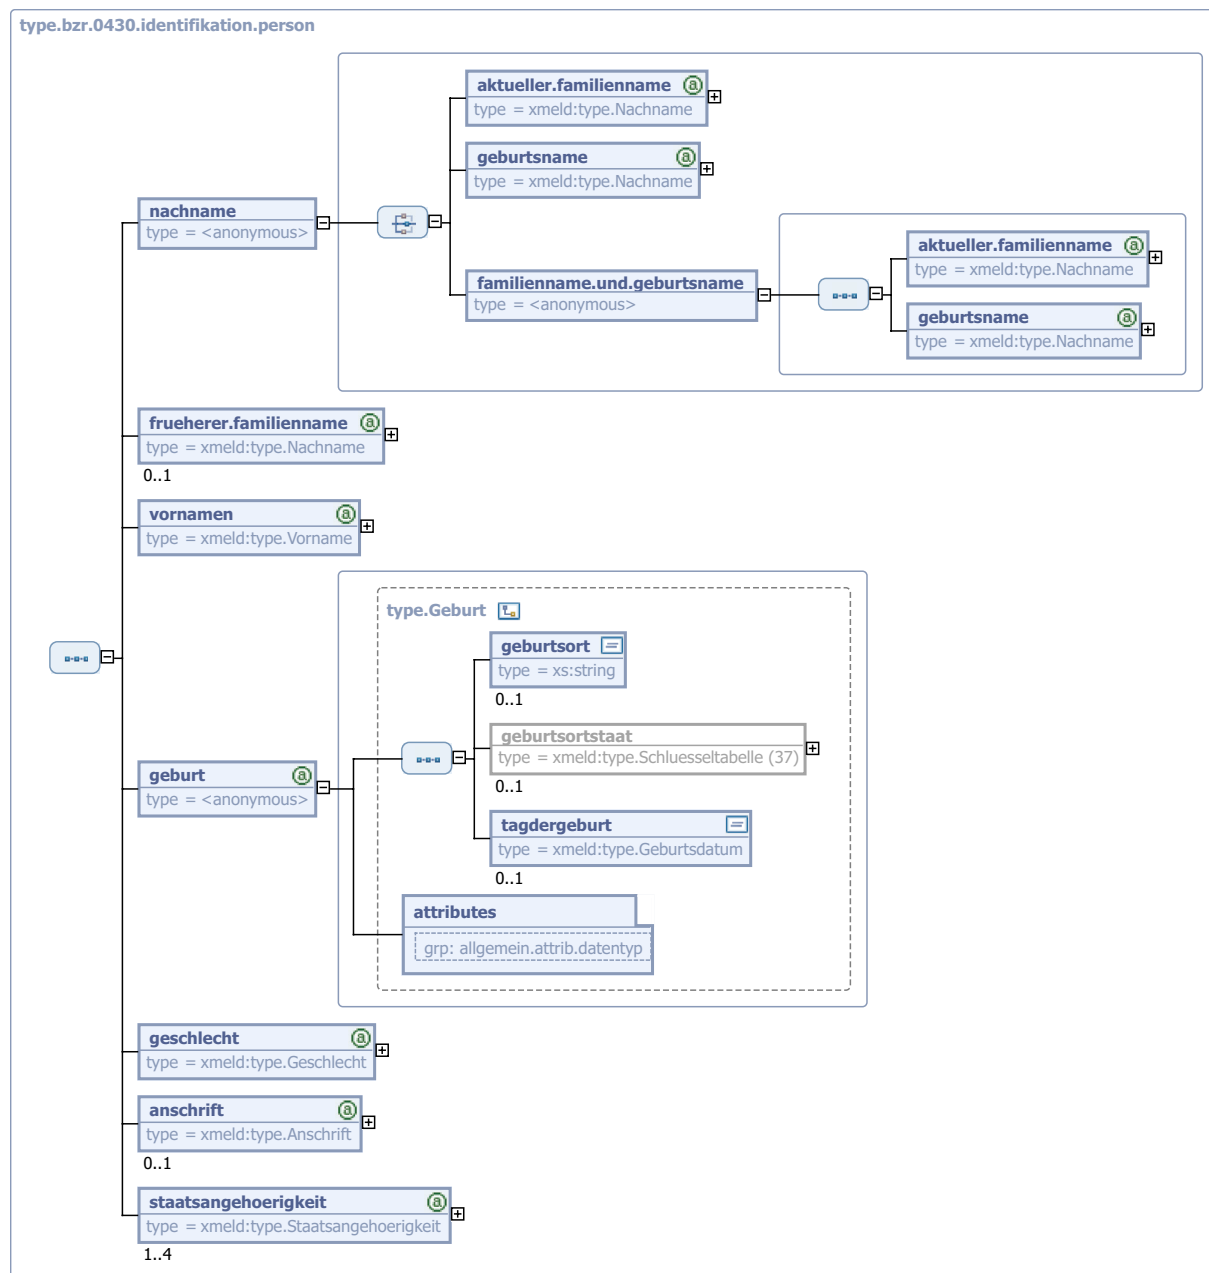 type.bzr.0430.identifikation.person
aktueller.familienname a
type = xmeld:type.Nachname
geburtsname a
type = xmeld:type.Nachname
nachname
type = <anonymous>
aktueller.familienname a
type = xmeld:type.Nachname
familienname.und.geburtsname
type = <anonymous>
geburtsname a
type = xmeld:type.Nachname
frueherer.familienname a
type = xmeld:type.Nachname
0..1
vornamen a
type = xmeld:type.Vorname
type.Geburt
geburtsort
type = xs:string
0..1
geburtsortstaat
type = xmeld:type.Schluesseltabelle (37)
0..1
geburt a
type = <anonymous>
tagdergeburt
type = xmeld:type.Geburtsdatum
0..1
attributes
grp: allgemein.attrib.datentyp
geschlecht a
type = xmeld:type.Geschlecht
anschrift a
type = xmeld:type.Anschrift
0..1
staatsangehoerigkeit a
type = xmeld:type.Staatsangehoerigkeit
1..4